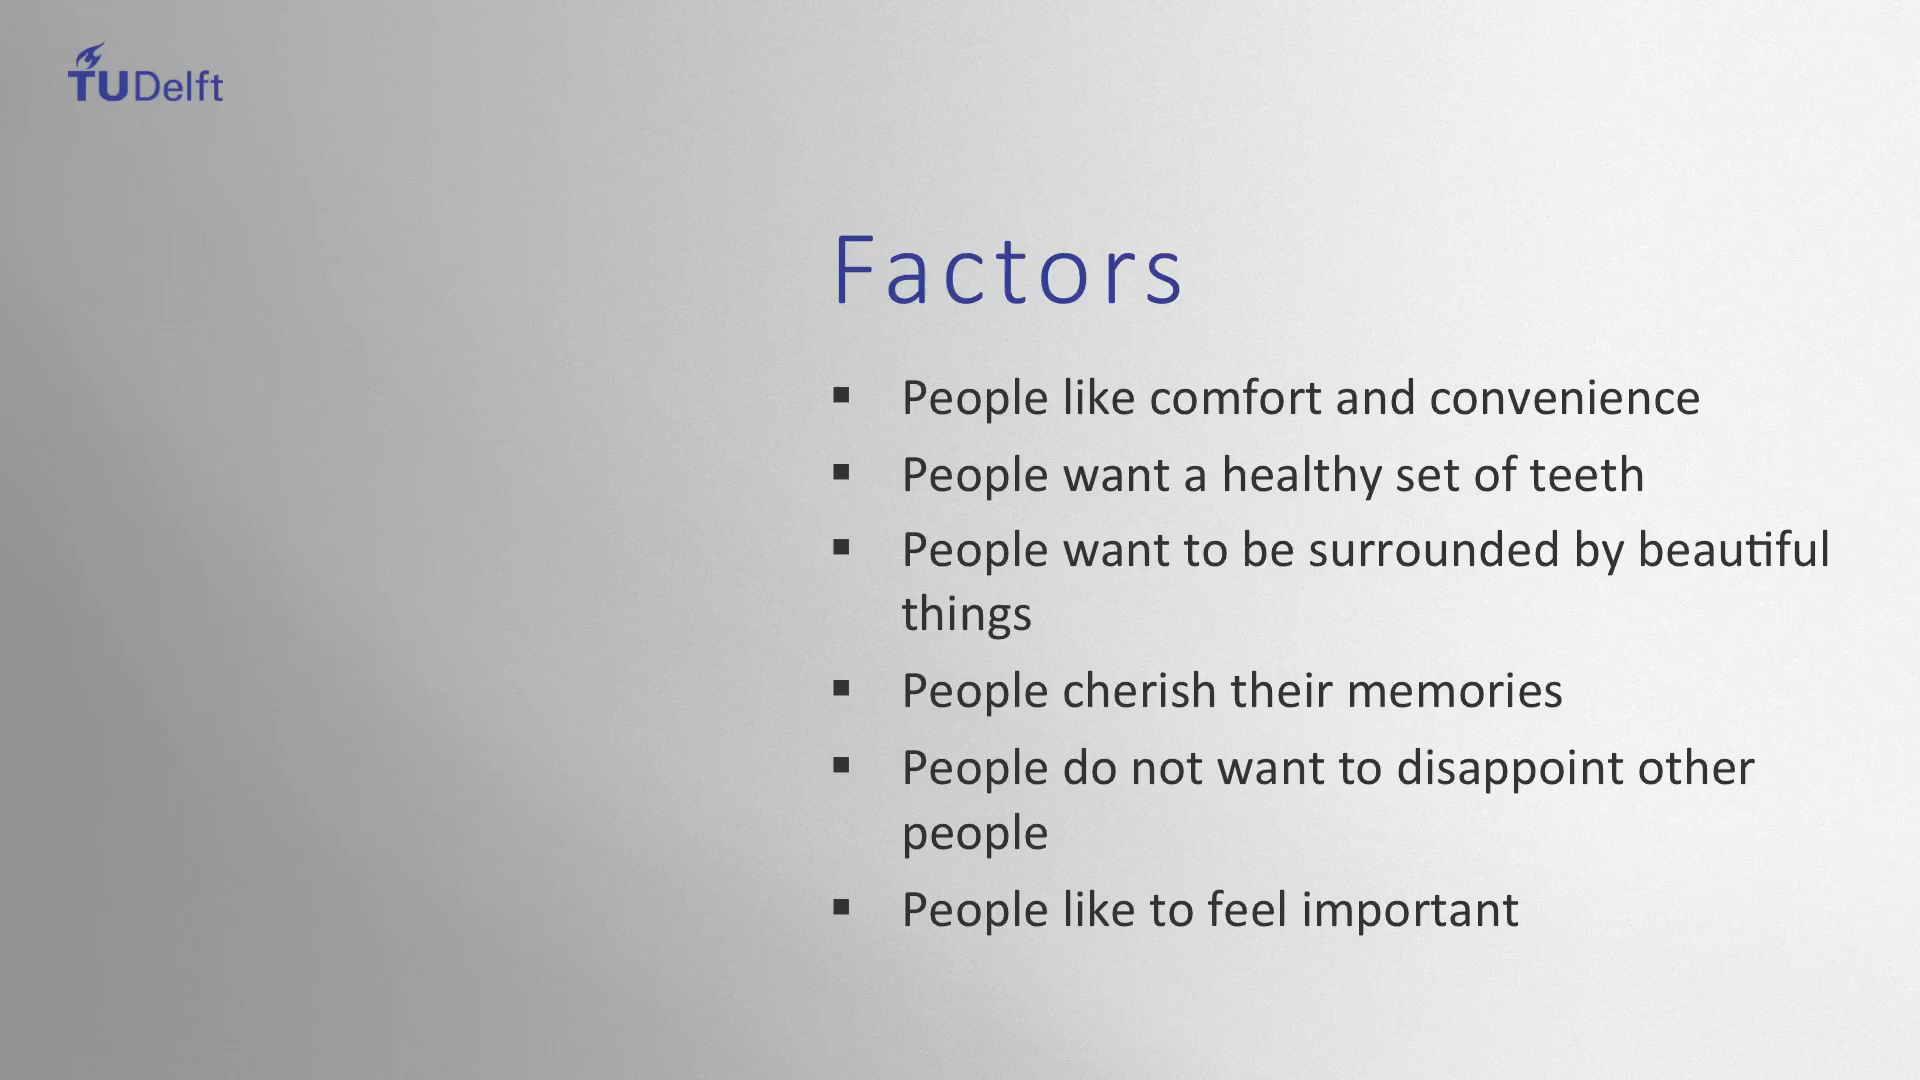 TUDelft
Factors
▪ People like comfort and convenience
▪ People want a healthy set of teeth
▪ People want to be surrounded by beautiful
things
▪ People cherish their memories
▪ People do not want to disappoint other
people
▪ People like to feel important